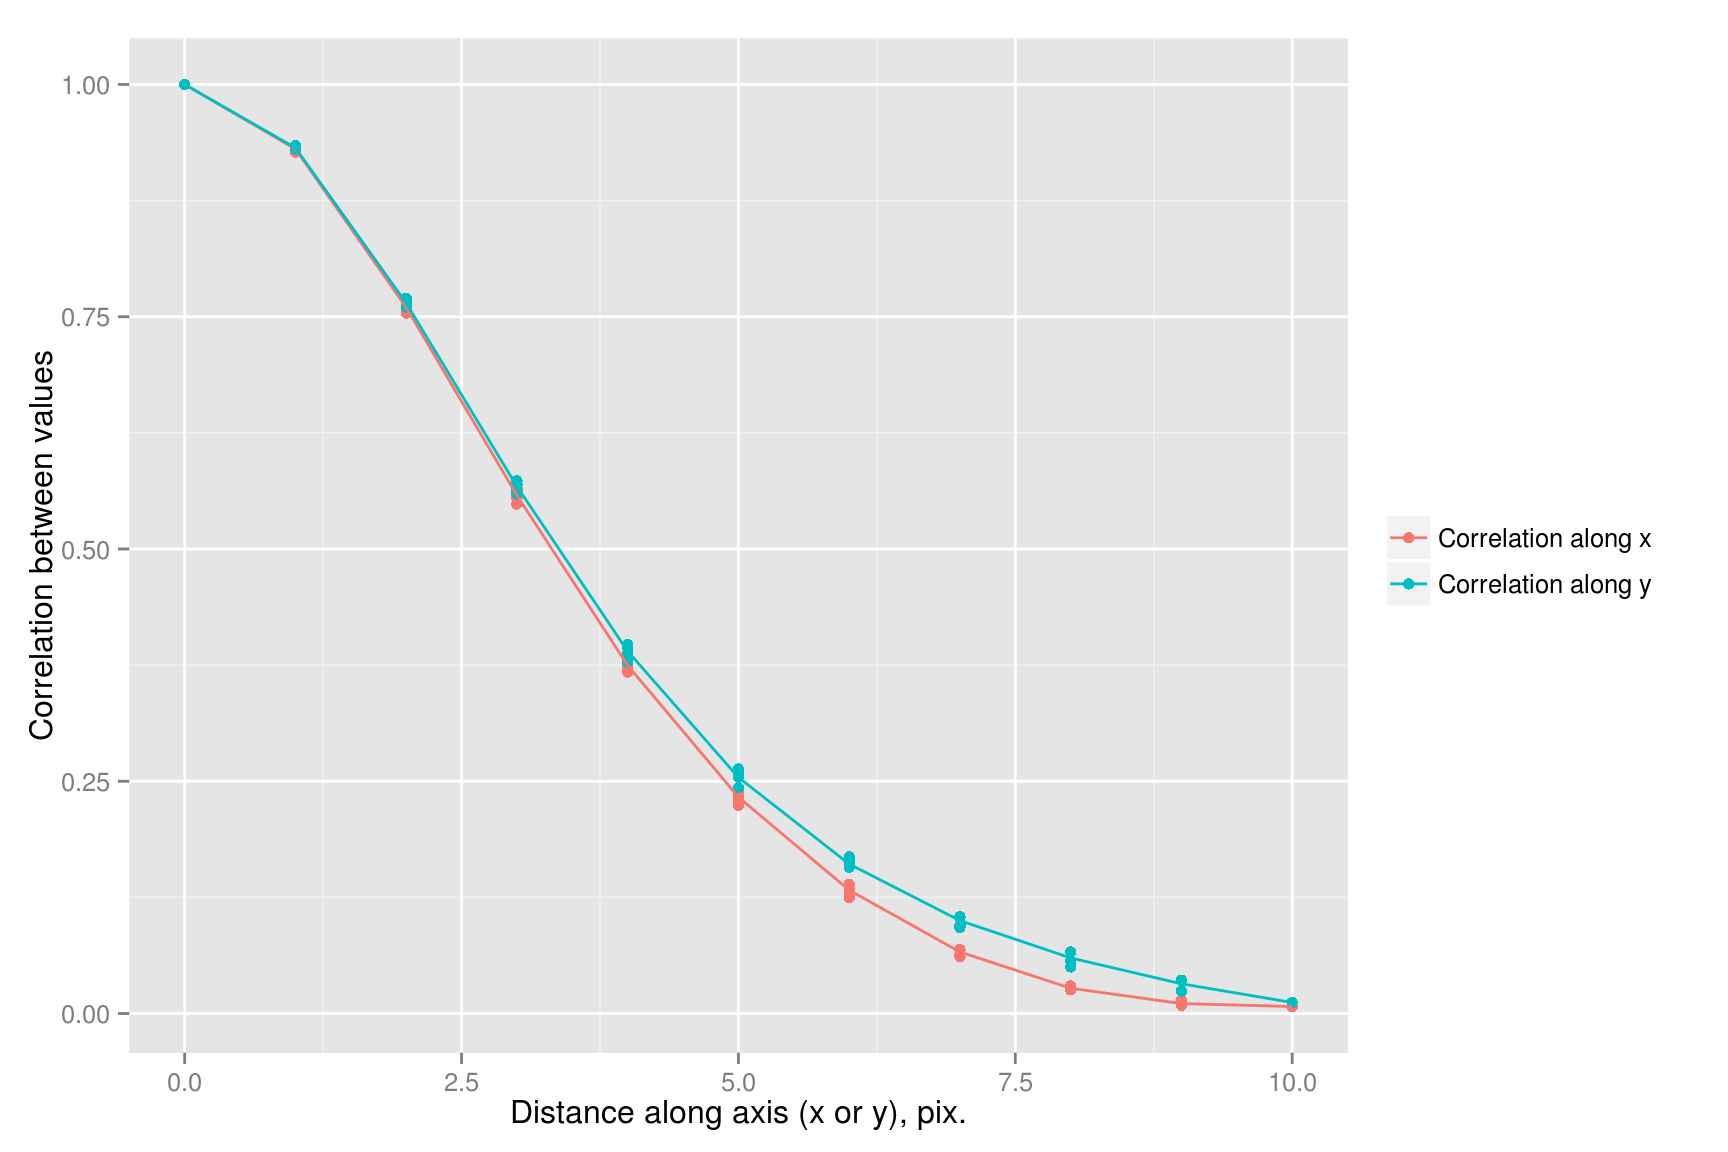 1.00
0.75
0.50
0.25
0.00
Correlation between values
0.0 2.5 5.0 7.5 10.0
Distance along axis (x or y), pix.
Correlation along x
Correlation along y